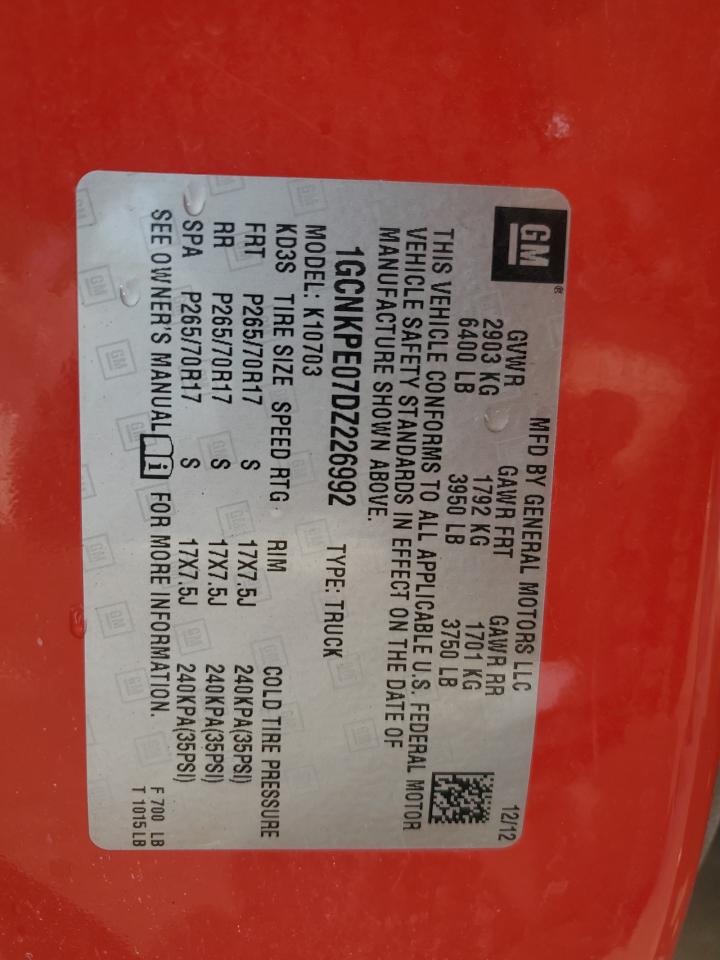 GM®
MFD BY GENERAL MOTORS LLC 12/12
GVWR GAWR FRT GAWR RR
2903 KG 1792 KG 1701 KG
6400 LB 3950 LB 3750 LB
THIS VEHICLE CONFORMS TO ALL APPLICABLE U.S. FEDERAL MOTOR
VEHICLE SAFETY STANDARDS IN EFFECT ON THE DATE OF
MANUFACTURE SHOWN ABOVE.
1GCNKPE07DZ226992 TYPE: TRUCK
MODEL: K10703
KD3S TIRE SIZE SPEED RTG RIM COLD TIRE PRESSURE
FRT P265/70R17 S 17X7.5J 240KPA(35PSI)
RR P265/70R17 S 17X7.5J 240KPA(35PSI)
SPA P265/70R17 S 17X7.5J 240KPA(35PSI)
SEE OWNER'S MANUAL i FOR MORE INFORMATION.
F 700 LB
T 1015 LB